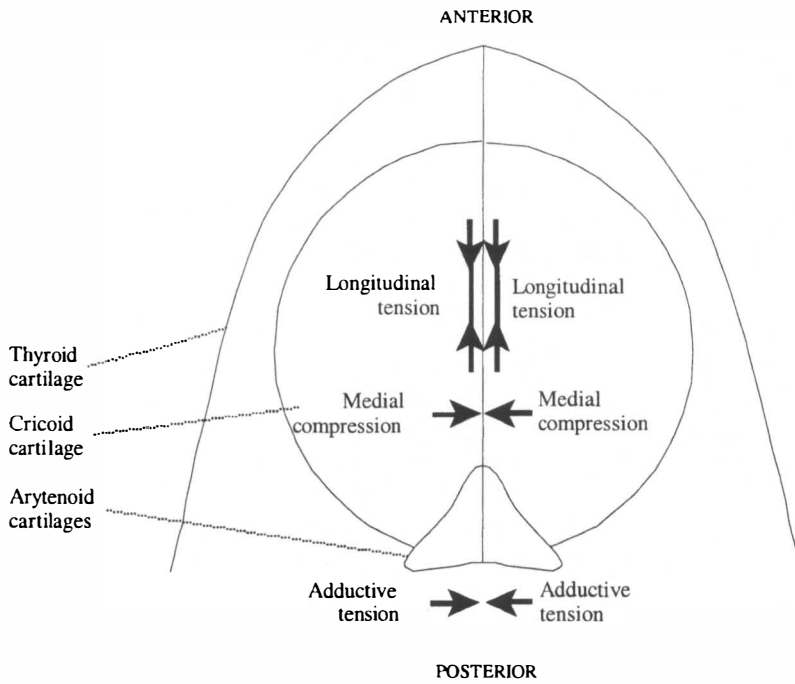 ANTERIOR
Longitudinal
tension
Longitudinal
tension
Thyroid
cartilage
Medial
compression
Medial
compression
Cricoid
cartilage
Arytenoid
cartilages
Adductive
tension
Adductive
tension
POSTERIOR